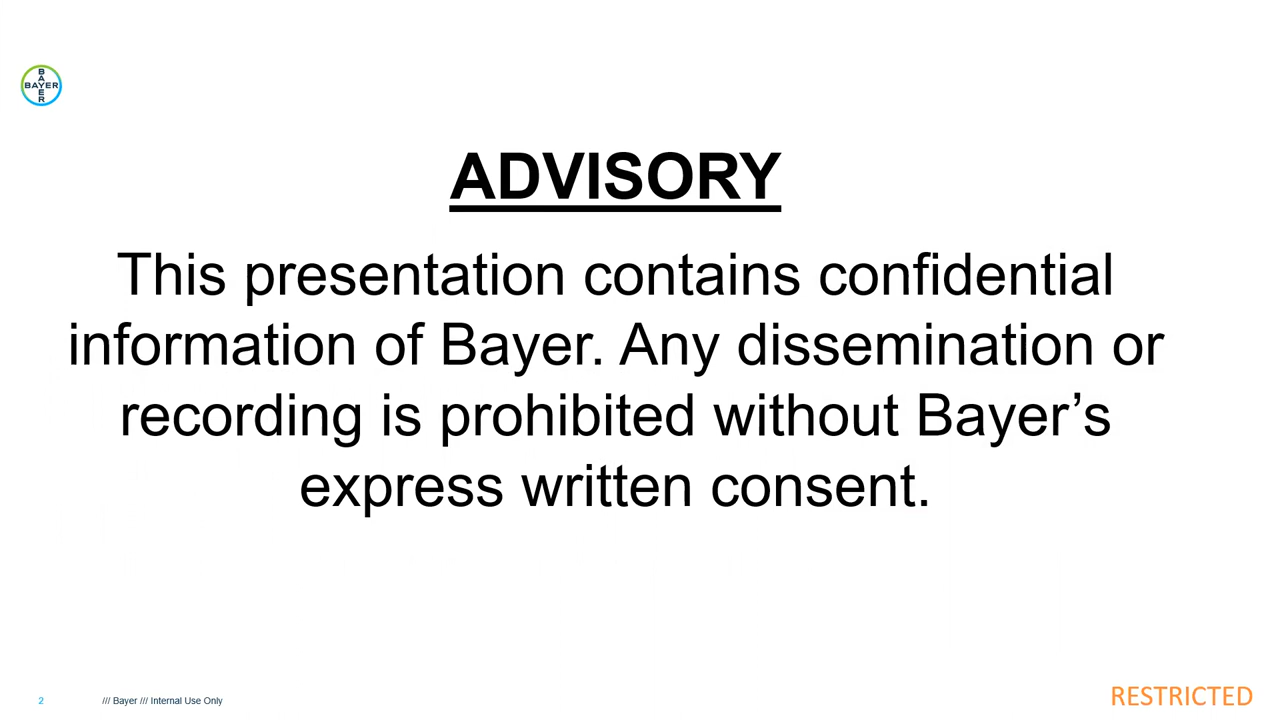 BAYER
BAYER
ADVISORY
This presentation contains confidential
information of Bayer. Any dissemination or
recording is prohibited without Bayer’s
express written consent.
2
/// Bayer /// Internal Use Only
RESTRICTED